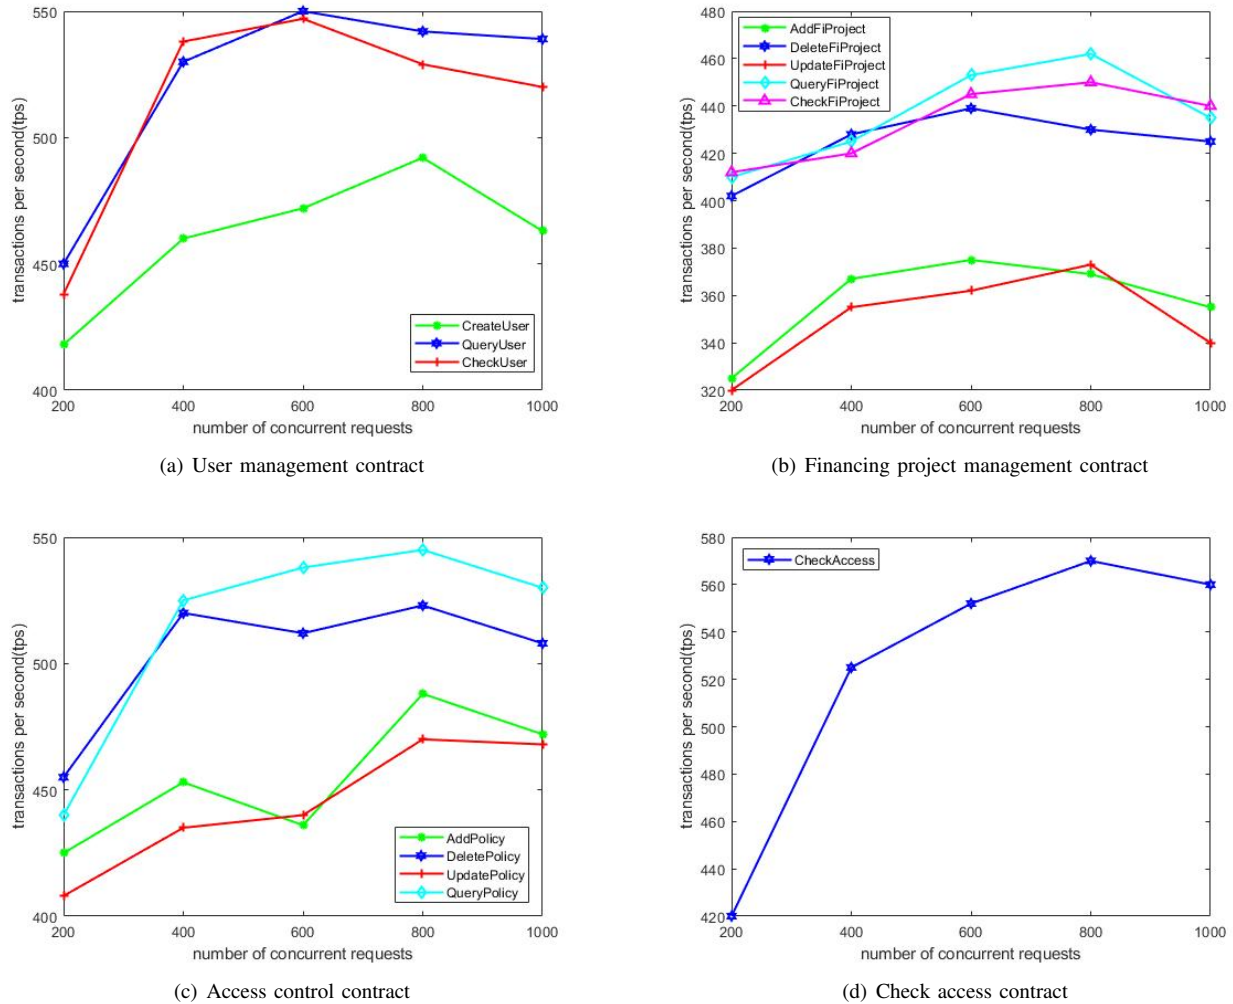 550
500
450
400
200 400 600 800 1000
transactions per second(tps)
number of concurrent requests
CreateUser
QueryUser
CheckUser
(a) User management contract
480
460
440
420
400
380
360
340
320
200 400 600 800 1000
transactions per second(tps)
number of concurrent requests
AddFiProject
DeleteFiProject
UpdateFiProject
QueryFiProject
CheckFiProject
(b) Financing project management contract
550
500
450
400
200 400 600 800 1000
transactions per second(tps)
number of concurrent requests
AddPolicy
DeletePolicy
UpdatePolicy
QueryPolicy
(c) Access control contract
580
560
540
520
500
480
460
440
420
200 400 600 800 1000
transactions per second(tps)
number of concurrent requests
CheckAccess
(d) Check access contract